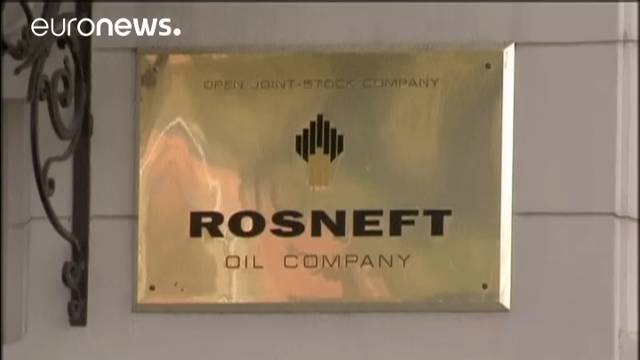 euronews.
OPEN JOINT-STOCK COMPANY
ROSNEFT
OIL COMPANY